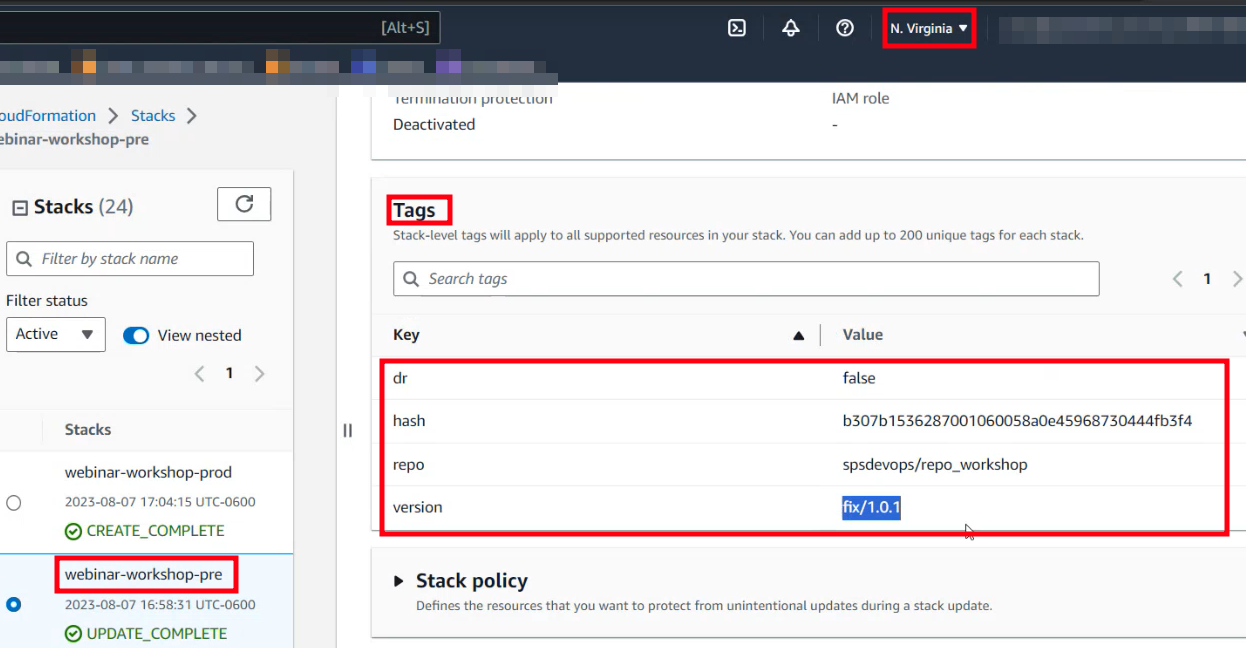 [Alt+S]
N. Virginia
oudFormation
Stacks
ebinar-workshop-pre
Termination protection
IAM role
Deactivated
-
Stacks (24)
Filter by stack name
Filter status
Active
View nested
1
Stacks
webinar-workshop-prod
2023-08-07 17:04:15 UTC-0600
CREATE_COMPLETE
webinar-workshop-pre
2023-08-07 16:58:31 UTC-0600
UPDATE_COMPLETE
Tags
Stack-level tags will apply to all supported resources in your stack. You can add up to 200 unique tags for each stack.
Search tags
1
Key Value
dr false
hash b307b1536287001060058a0e45968730444fb3f4
repo spsdevops/repo_workshop
version fix/1.0.1
Stack policy
Defines the resources that you want to protect from unintentional updates during a stack update.